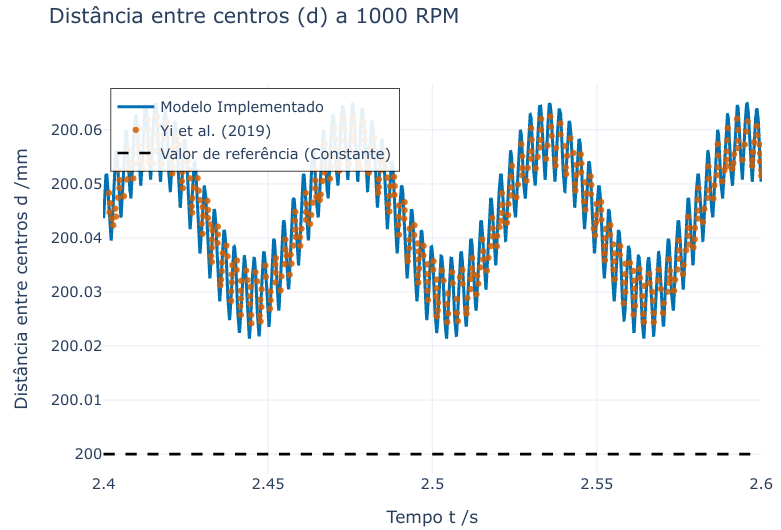 Distância entre centros (d) a 1000 RPM
Modelo Implementado
Yi et al. (2019)
Valor de referência (Constante)
Distância entre centros d /mm
200.06
200.05
200.04
200.03
200.02
200.01
200
2.4
2.45
2.5
2.55
2.6
Tempo t /s